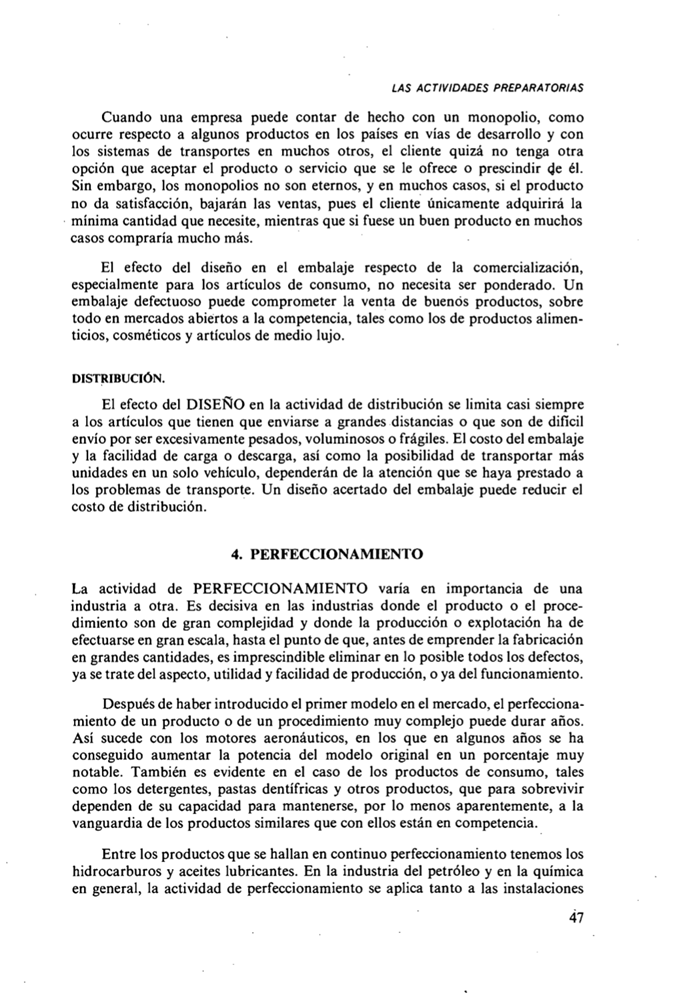 LAS ACTIVIDADES PREPARATORIAS
Cuando una empresa puede contar de hecho con un monopolio, como
ocurre respecto a algunos productos en los países en vías de desarrollo y con
los sistemas de transportes en muchos otros, el cliente quizá no tenga otra
opción que aceptar el producto o servicio que se le ofrece o prescindir de él.
Sin embargo, los monopolios no son eternos, y en muchos casos, si el producto
no da satisfacción, bajarán las ventas, pues el cliente únicamente adquirirá la
mínima cantidad que necesite, mientras que si fuese un buen producto en muchos
casos compraría mucho más.
El efecto del diseño en el embalaje respecto de la comercialización,
especialmente para los artículos de consumo, no necesita ser ponderado. Un
embalaje defectuoso puede comprometer la venta de buenos productos, sobre
todo en mercados abiertos a la competencia, tales como los de productos alimen-
ticios, cosméticos y artículos de medio lujo.
DISTRIBUCIÓN.
El efecto del DISEÑO en la actividad de distribución se limita casi siempre
a los artículos que tienen que enviarse a grandes distancias o que son de difícil
envío por ser excesivamente pesados, voluminosos o frágiles. El costo del embalaje
y la facilidad de carga o descarga, así como la posibilidad de transportar más
unidades en un solo vehículo, dependerán de la atención que se haya prestado a
los problemas de transporte. Un diseño acertado del embalaje puede reducir el
costo de distribución.
4. PERFECCIONAMIENTO
La actividad de PERFECCIONAMIENTO varía en importancia de una
industria a otra. Es decisiva en las industrias donde el producto o el proce-
dimiento son de gran complejidad y donde la producción o explotación ha de
efectuarse en gran escala, hasta el punto de que, antes de emprender la fabricación
en grandes cantidades, es imprescindible eliminar en lo posible todos los defectos,
ya se trate del aspecto, utilidad y facilidad de producción, o ya del funcionamiento.
Después de haber introducido el primer modelo en el mercado, el perfecciona-
miento de un producto o de un procedimiento muy complejo puede durar años.
Así sucede con los motores aeronáuticos, en los que en algunos años se ha
conseguido aumentar la potencia del modelo original en un porcentaje muy
notable. También es evidente en el caso de los productos de consumo, tales
como los detergentes, pastas dentífricas y otros productos, que para sobrevivir
dependen de su capacidad para mantenerse, por lo menos aparentemente, a la
vanguardia de los productos similares que con ellos están en competencia.
Entre los productos que se hallan en continuo perfeccionamiento tenemos los
hidrocarburos y aceites lubricantes. En la industria del petróleo y en la química
en general, la actividad de perfeccionamiento se aplica tanto a las instalaciones
47